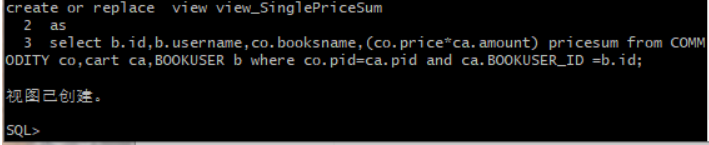 create or replace  view view_SinglePriceSum
  2  as
  3  select b.id,b.username,co.booksname,(co.price*ca.amount) pricesum from COMM
ODITY co,cart ca,BOOKUSER b where co.pid=ca.pid and ca.BOOKUSER_ID =b.id;
视图已创建。
SQL>